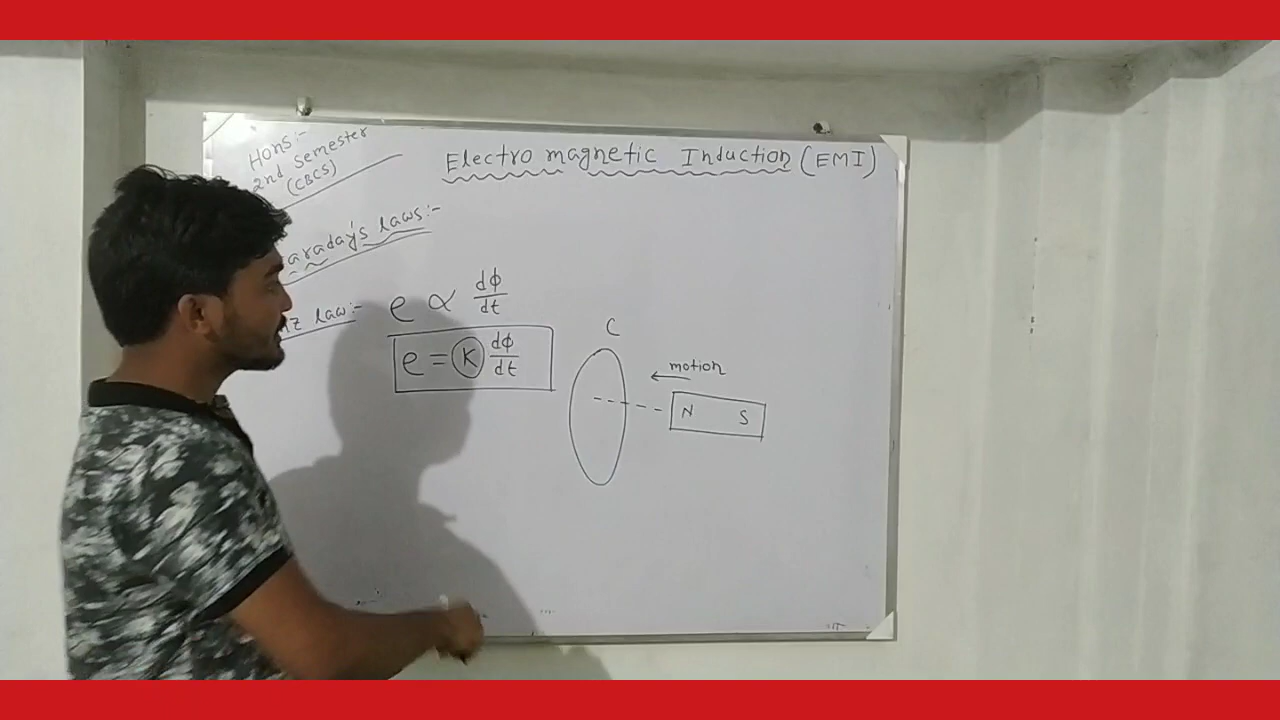 Hons:-
2nd Semester
(CBCS)
Electro magnetic Induction (EMI)
laws:-
law:-
e ∝ dφ/dt
e = K dφ/dt
C
motion
N S